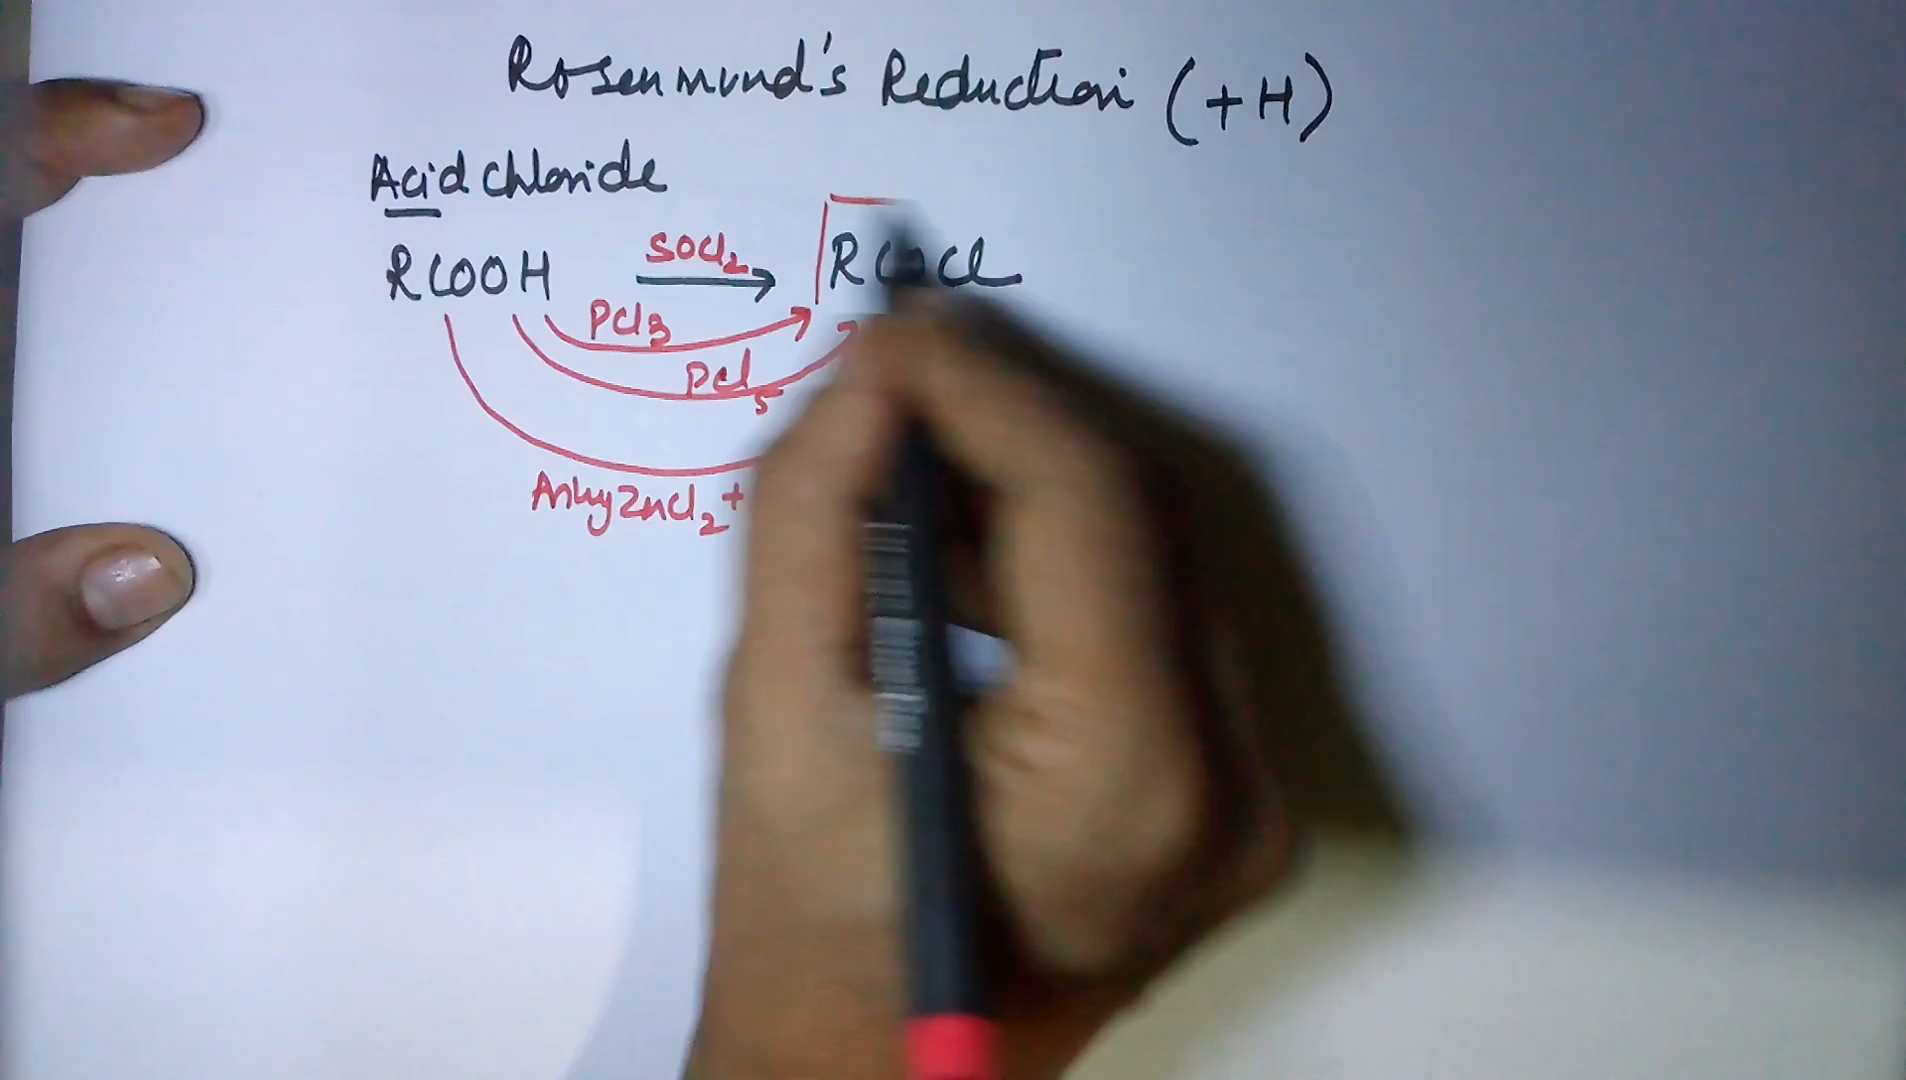 Rosenmund's Reduction (+H)
Acid chloride
RCOOH SOCl2 RCOCl
PCl3
PCl5
Anhy ZnCl2 +